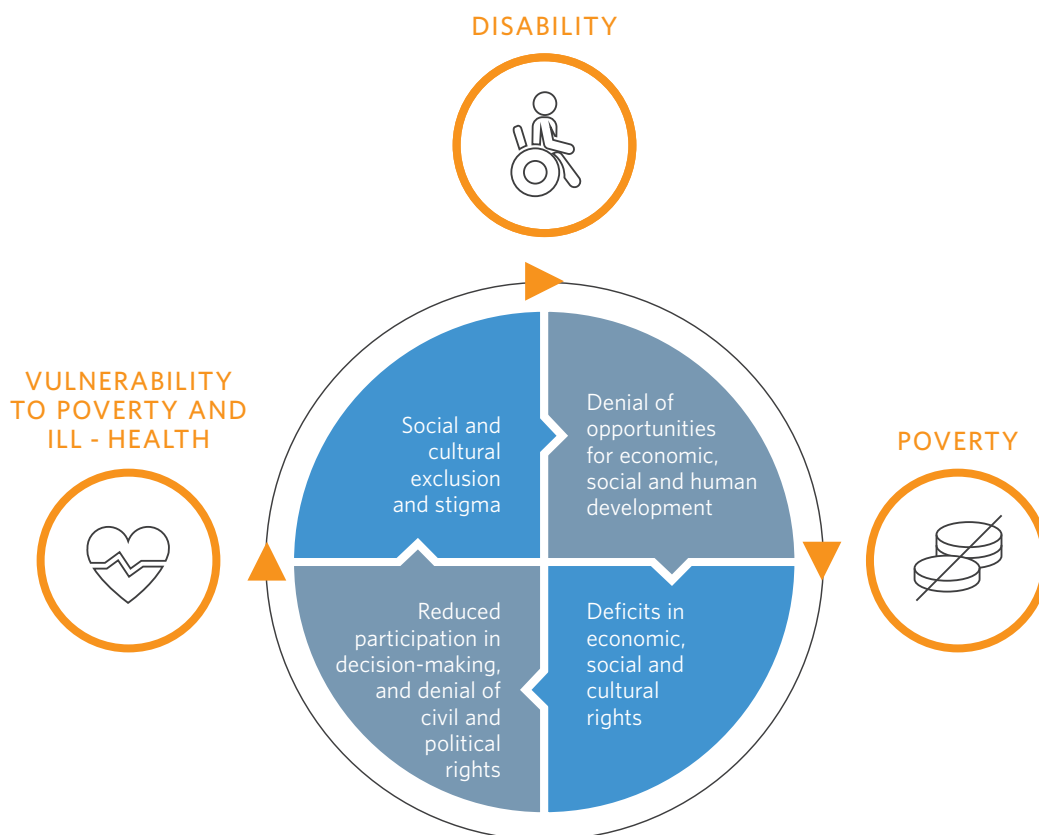 DISABILITY
VULNERABILITY
TO POVERTY AND
ILL - HEALTH
POVERTY
Social and
cultural
exclusion
and stigma
Denial of
opportunities
for economic,
social and human
development
Reduced
participation in
decision-making,
and denial of
civil and
political
rights
Deficits in
economic,
social and
cultural
rights